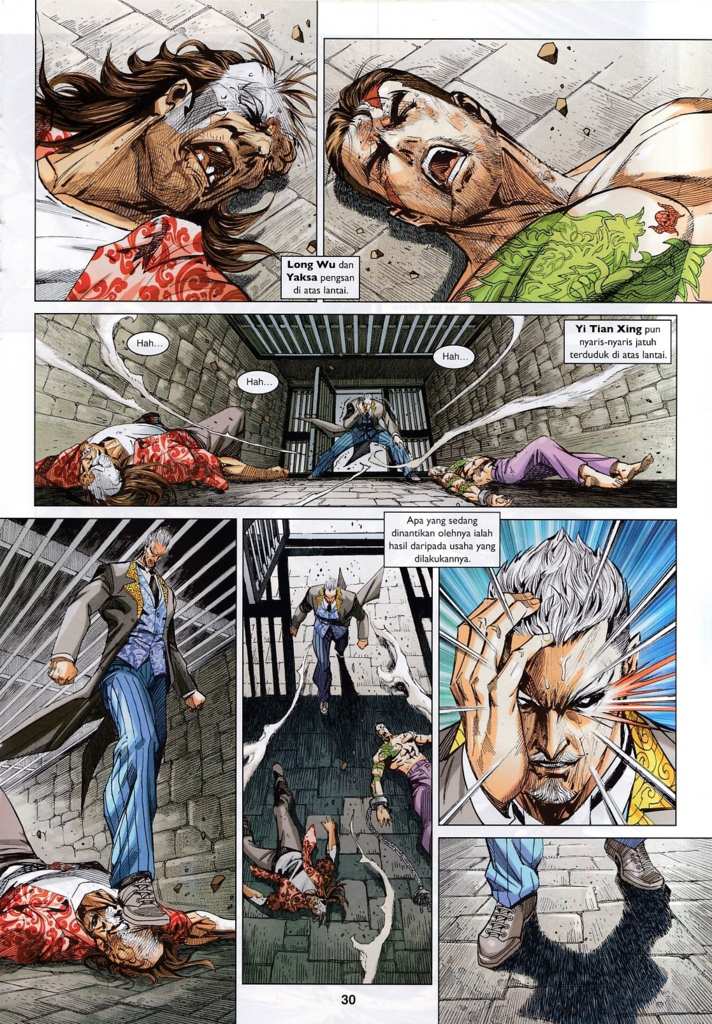 Long Wu dan
Yaksa pengsan
di atas lantai.
Hah...
Hah...
Hah...
Yi Tian Xing pun
nyaris-nyaris jatuh
terduduk di atas lantai.
Apa yang sedang
dinantikan olehnya ialah
hasil daripada usaha yang
dilakukannya.
30